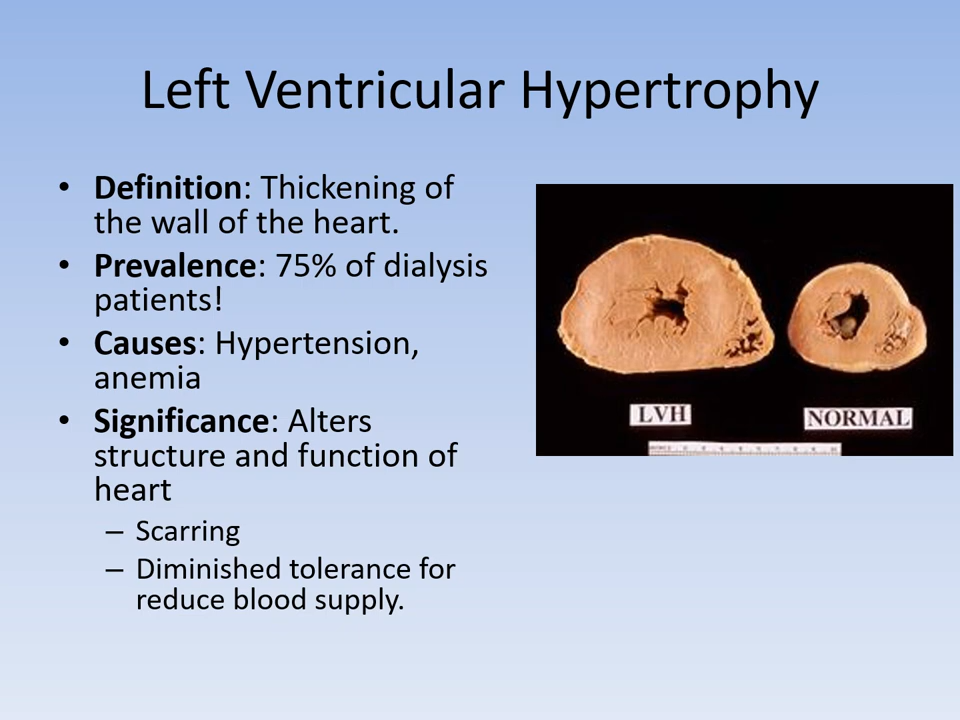 Left Ventricular Hypertrophy
• Definition: Thickening of
the wall of the heart.
• Prevalence: 75% of dialysis
patients!
• Causes: Hypertension,
anemia
• Significance: Alters
structure and function of
heart
– Scarring
– Diminished tolerance for
reduce blood supply.
LVH
NORMAL